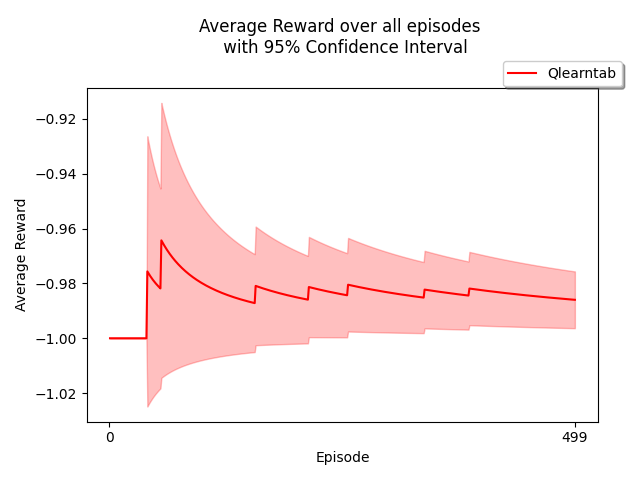 Average Reward over all episodes
with 95% Confidence Interval
Qlearntab
−0.92
−0.94
−0.96
−0.98
−1.00
−1.02
Average Reward
0
499
Episode